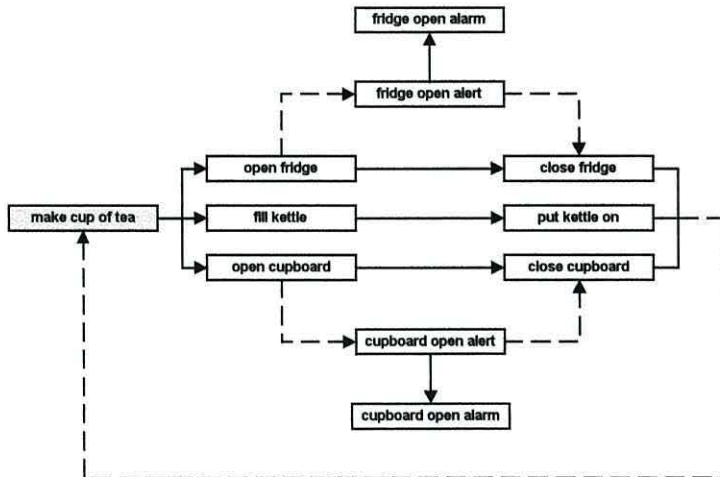 fridge open alarm
fridge open alert
open fridge
close fridge
make cup of tea
fill kettle
put kettle on
open cupboard
close cupboard
cupboard open alert
cupboard open alarm